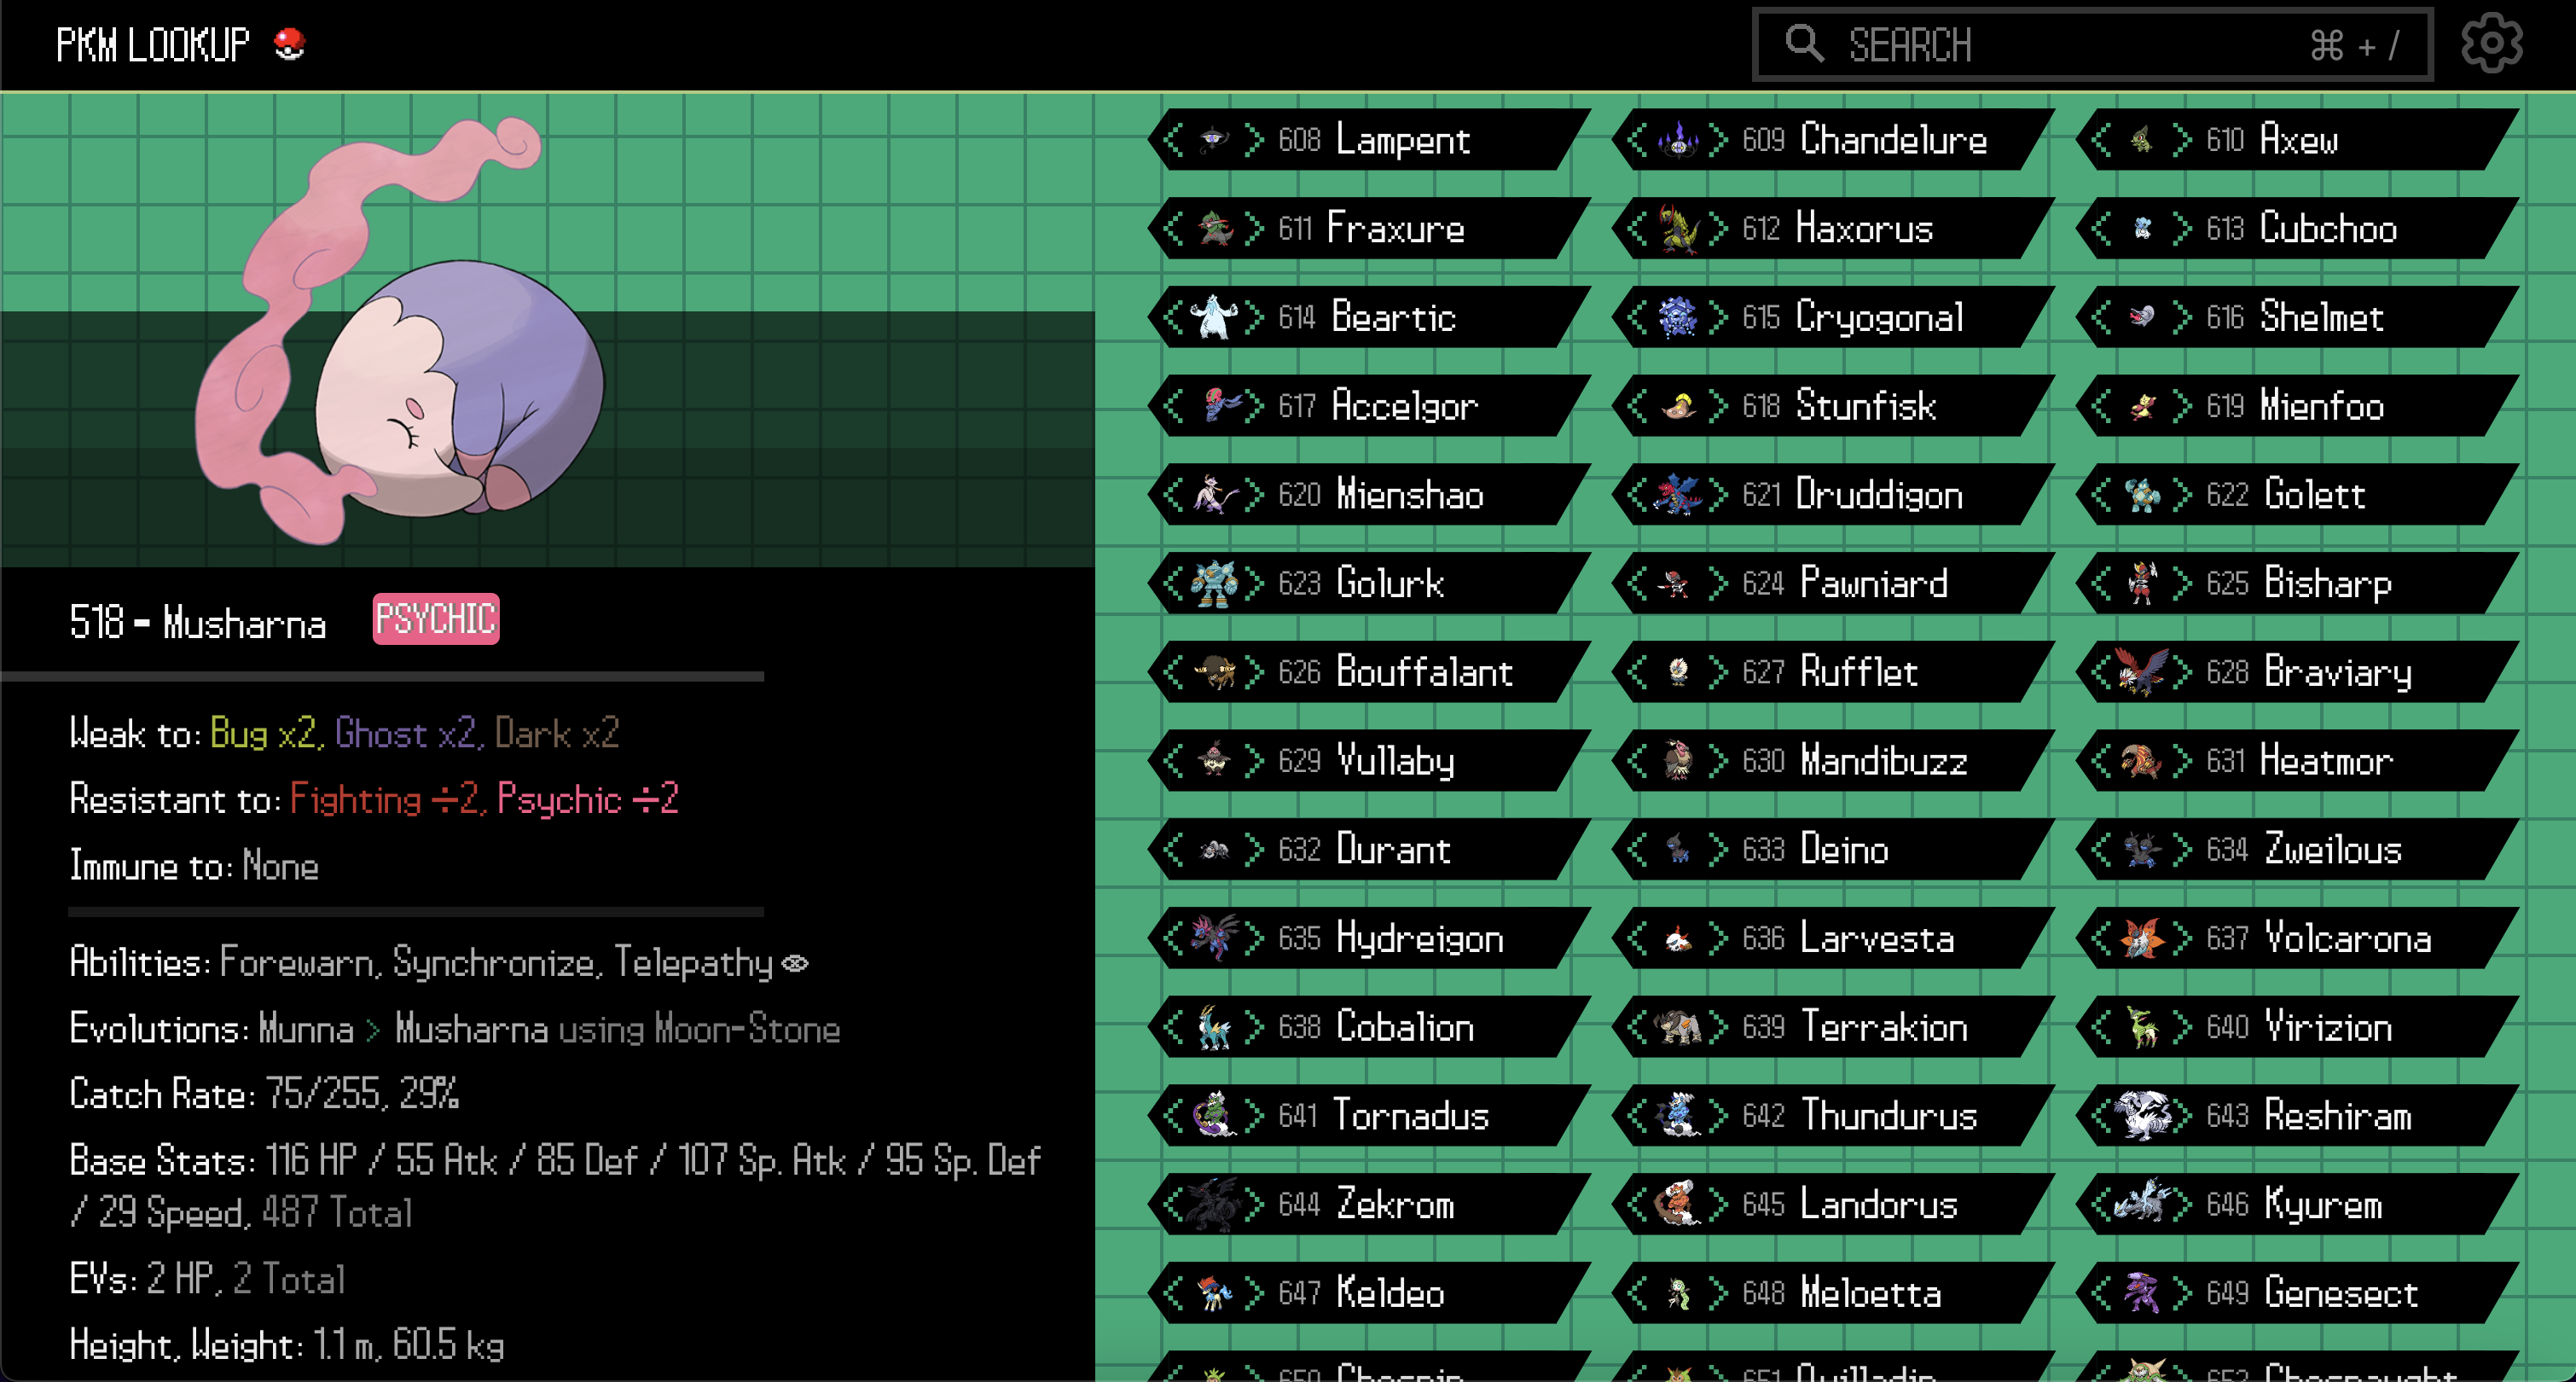 PKM LOOKUP
SEARCH ⌘ + /
518 - Musharna PSYCHIC
Weak to: Bug x2, Ghost x2, Dark x2
Resistant to: Fighting ÷2, Psychic ÷2
Immune to: None
Abilities: Forewarn, Synchronize, Telepathy
Evolutions: Munna > Musharna using Moon-Stone
Catch Rate: 75/255, 29%
Base Stats: 116 HP / 55 Atk / 85 Def / 107 Sp. Atk / 95 Sp. Def
/ 29 Speed, 487 Total
EVs: 2 HP, 2 Total
Height, Weight: 1.1 m, 60.5 kg
608 Lampent
609 Chandelure
610 Axew
611 Fraxure
612 Haxorus
613 Cubchoo
614 Beartic
615 Cryogonal
616 Shelmet
617 Accelgor
618 Stunfisk
619 Mienfoo
620 Mienshao
621 Druddigon
622 Golett
623 Golurk
624 Pawniard
625 Bisharp
626 Bouffalant
627 Rufflet
628 Braviary
629 Vullaby
630 Mandibuzz
631 Heatmor
632 Durant
633 Deino
634 Zweilous
635 Hydreigon
636 Larvesta
637 Volcarona
638 Cobalion
639 Terrakion
640 Virizion
641 Tornadus
642 Thundurus
643 Reshiram
644 Zekrom
645 Landorus
646 Kyurem
647 Keldeo
648 Meloetta
649 Genesect
650 Chespin
651 Quilladin
652 Chesnaught